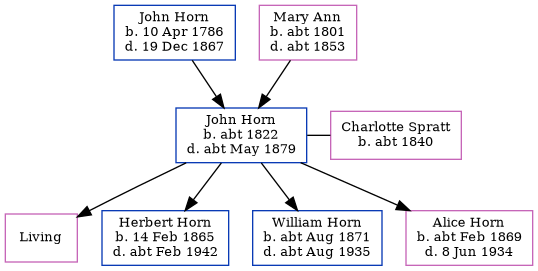 John Horn
b. 10 Apr 1786
d. 19 Dec 1867
Mary Ann
b. abt 1801
d. abt 1853
John Horn
b. abt 1822
d. abt May 1879
Charlotte Spratt
b. abt 1840
Living
Herbert Horn
b. 14 Feb 1865
d. abt Feb 1942
William Horn
b. abt Aug 1871
d. abt Aug 1935
Alice Horn
b. abt Feb 1869
d. 8 Jun 1934